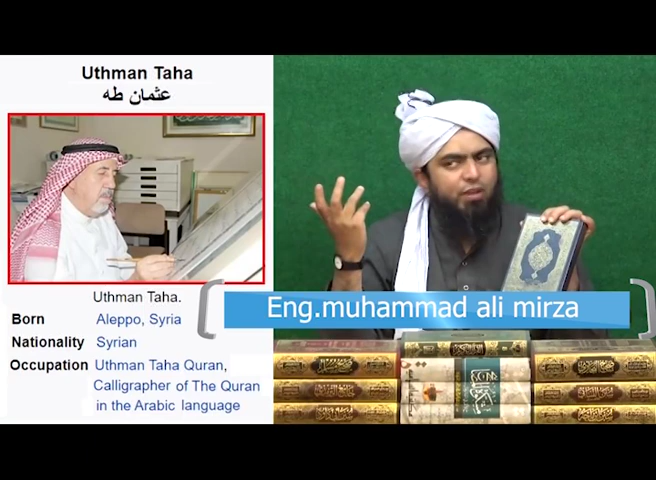 Uthman Taha
عثمان طه
Uthman Taha.
Born Aleppo, Syria
Nationality Syrian
Occupation Uthman Taha Quran,
Calligrapher of The Quran
in the Arabic language
Eng.muhammad ali mirza